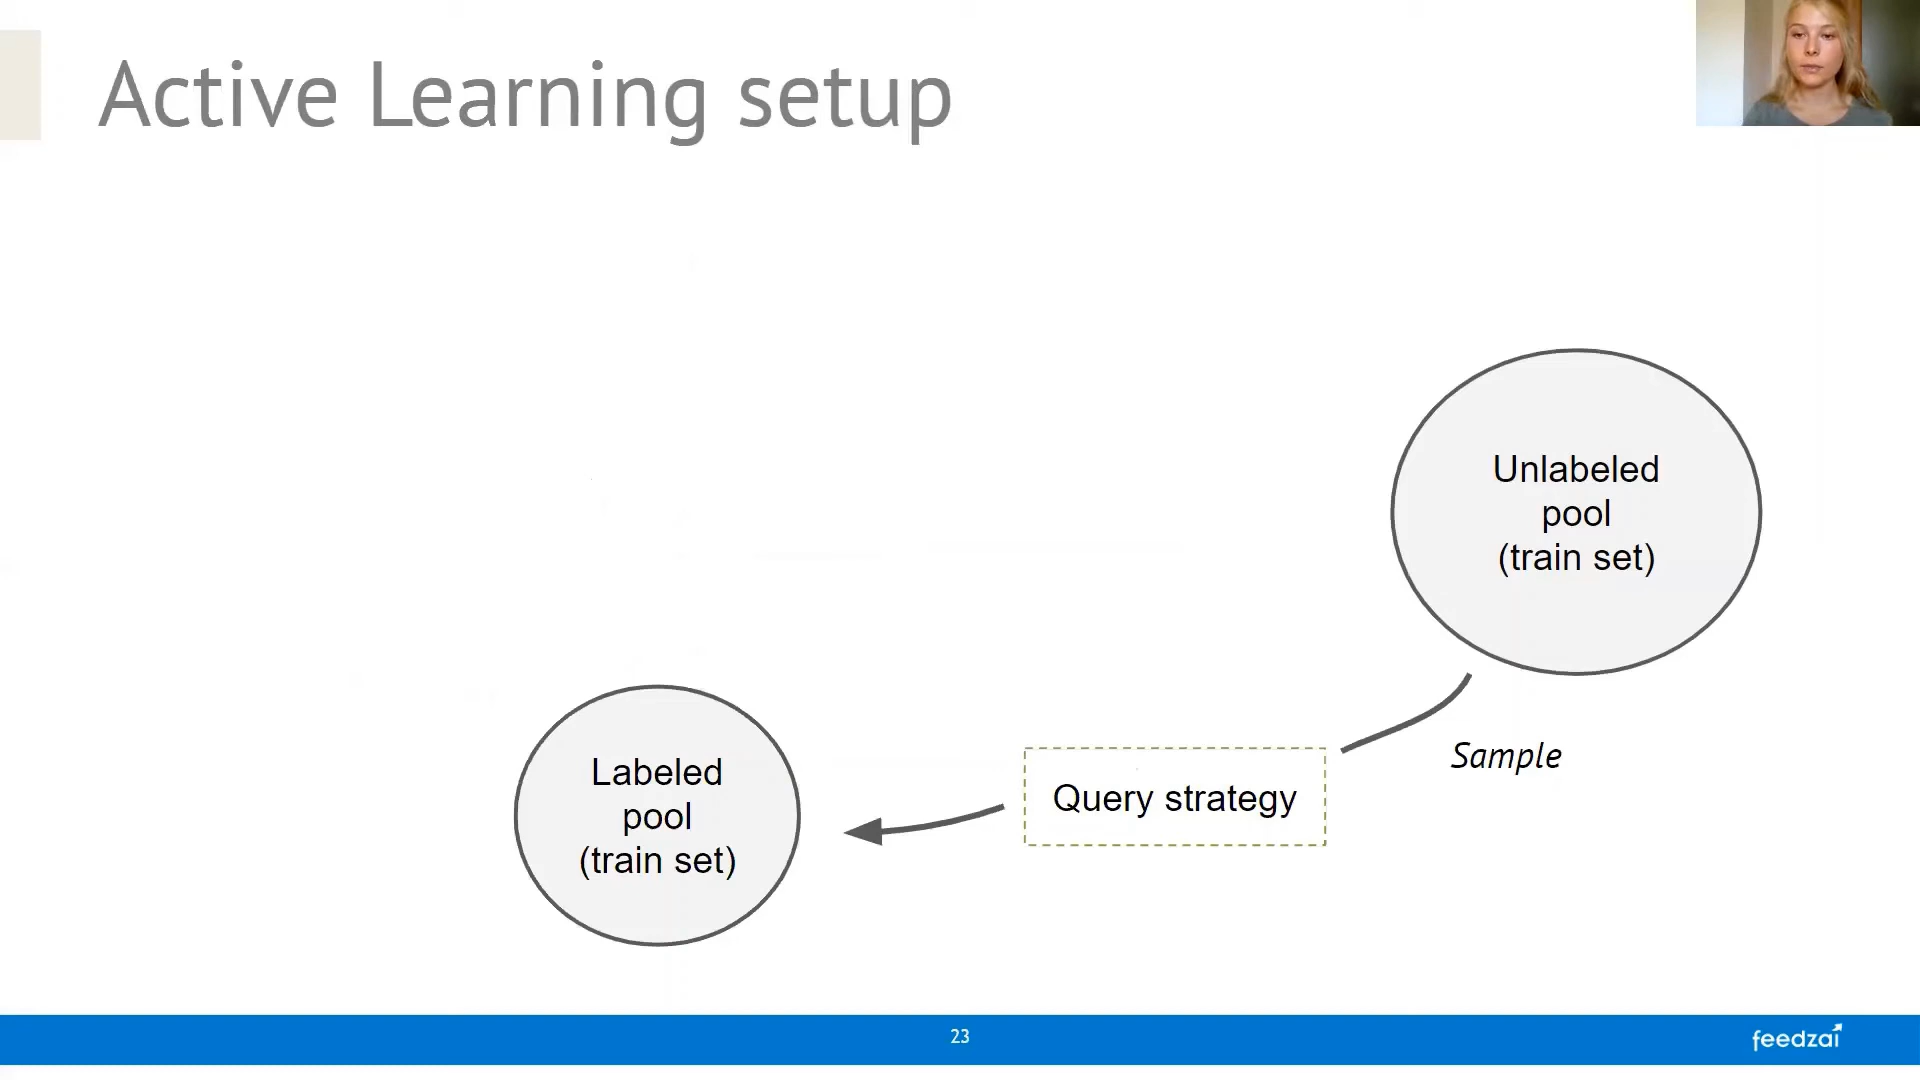 Active Learning setup
Unlabeled
pool
(train set)
Sample
Query strategy
Labeled
pool
(train set)
23
feedzai